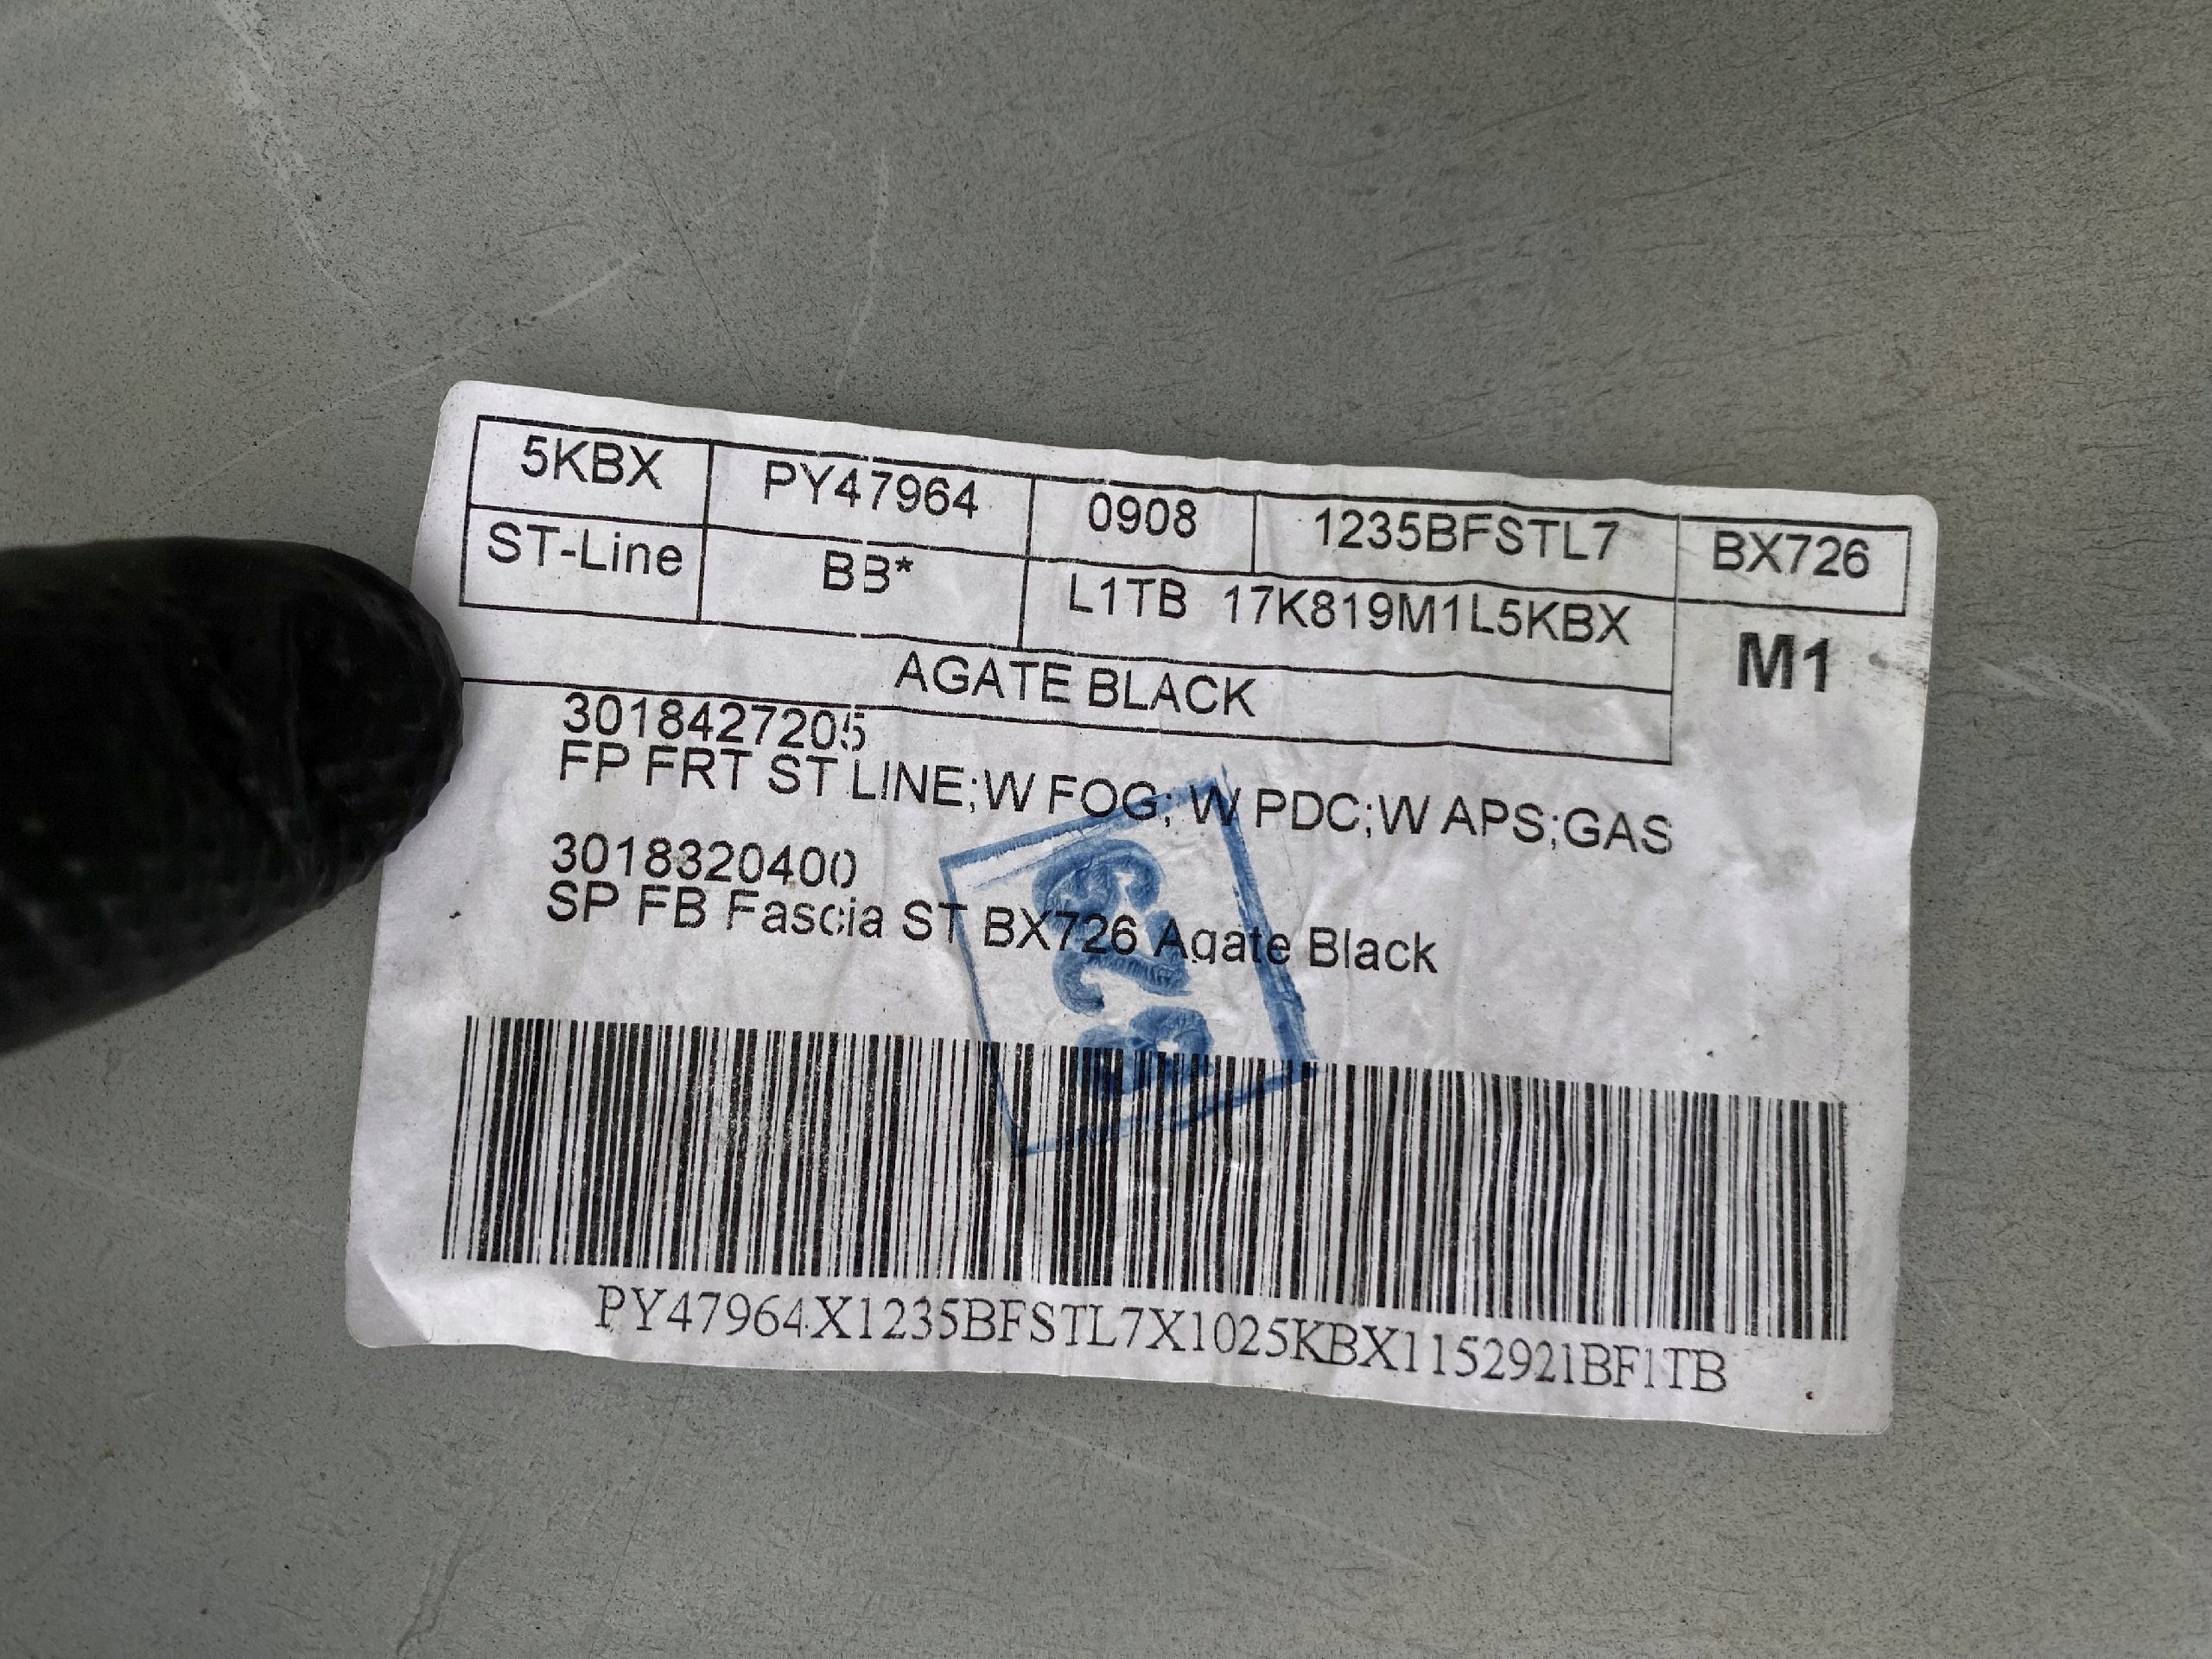 5KBX PY47964 0908 1235BFSTL7 BX726
ST-Line BB* L1TB 17K819M1L5KBX M1
AGATE BLACK
3018427205
FP FRT ST LINE;W FOG; W PDC;W APS;GAS
3018320400
SP FB Fascia ST BX726 Agate Black
PY47964X1235BFSTL7X1025KBX1152921BF1TB